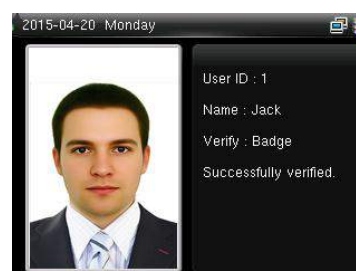 2015-04-20 Monday
User ID : 1
Name : Jack
Verify : Badge
Successfully verified.